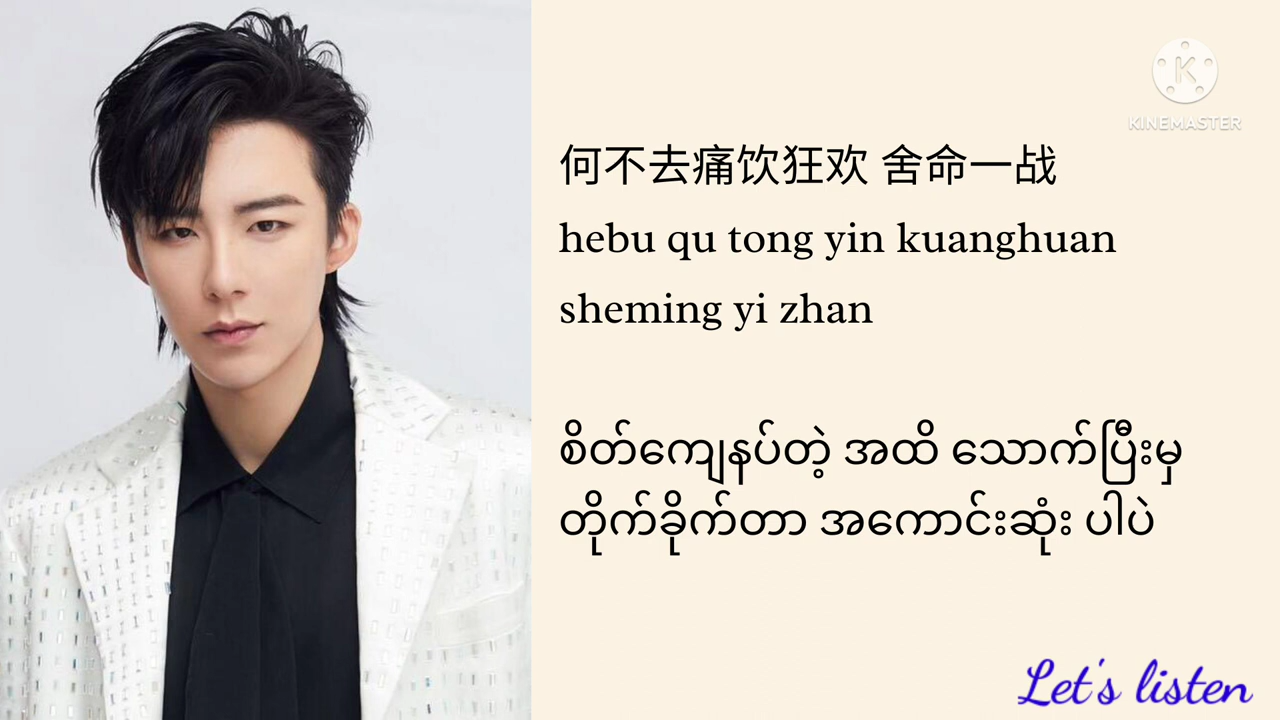 KINEMASTER
何不去痛饮狂欢 舍命一战
hebu qu tong yin kuanghuan
sheming yi zhan
စိတ်ကျေနပ်တဲ့ အထိ သောက်ပြီးမှ
တိုက်ခိုက်တာ အကောင်းဆုံး ပါပဲ
Let's listen